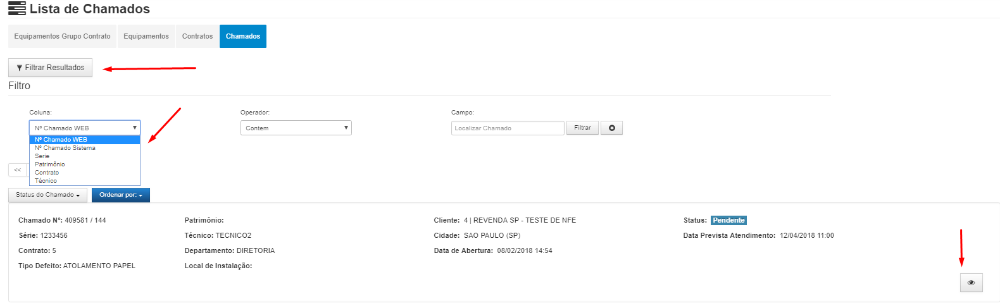 Lista de Chamados
Equipamentos Grupo Contrato Equipamentos Contratos Chamados
Filtrar Resultados
Filtro
Coluna: Operador: Campo:
Nº Chamado WEB Contem Localizar Chamado Filtrar
Nº Chamado WEB
Nº Chamado Sistema
Serie
Patrimônio
Contrato
Técnico
<<
Status do Chamado Ordenar por:
Chamado Nº: 409581 / 144 Patrimônio: Cliente: 4 | REVENDA SP - TESTE DE NFE Status: Pendente
Série: 1233456 Técnico: TECNICO2 Cidade: SAO PAULO (SP) Data Prevista Atendimento: 12/04/2018 11:00
Contrato: 5 Departamento: DIRETORIA Data de Abertura: 08/02/2018 14:54
Tipo Defeito: ATOLAMENTO PAPEL Local de Instalação: